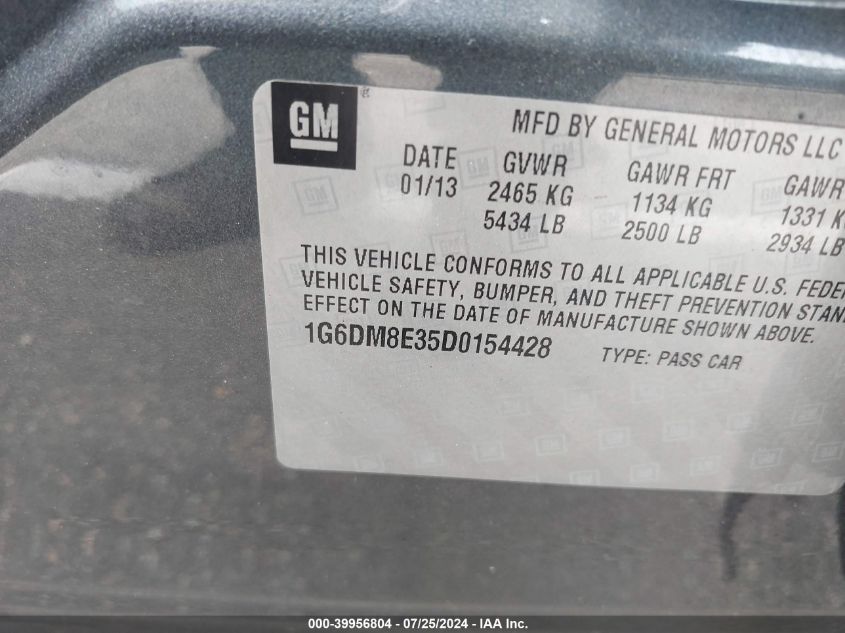 GM
MFD BY GENERAL MOTORS LLC
DATE GVWR GAWR FRT GAWR
01/13 2465 KG 1134 KG 1331 K
5434 LB 2500 LB 2934 LB
THIS VEHICLE CONFORMS TO ALL APPLICABLE U.S. FEDER
VEHICLE SAFETY, BUMPER, AND THEFT PREVENTION STAN
EFFECT ON THE DATE OF MANUFACTURE SHOWN ABOVE.
1G6DM8E35D0154428 TYPE: PASS CAR
000-39956804 - 07/25/2024 - IAA Inc.